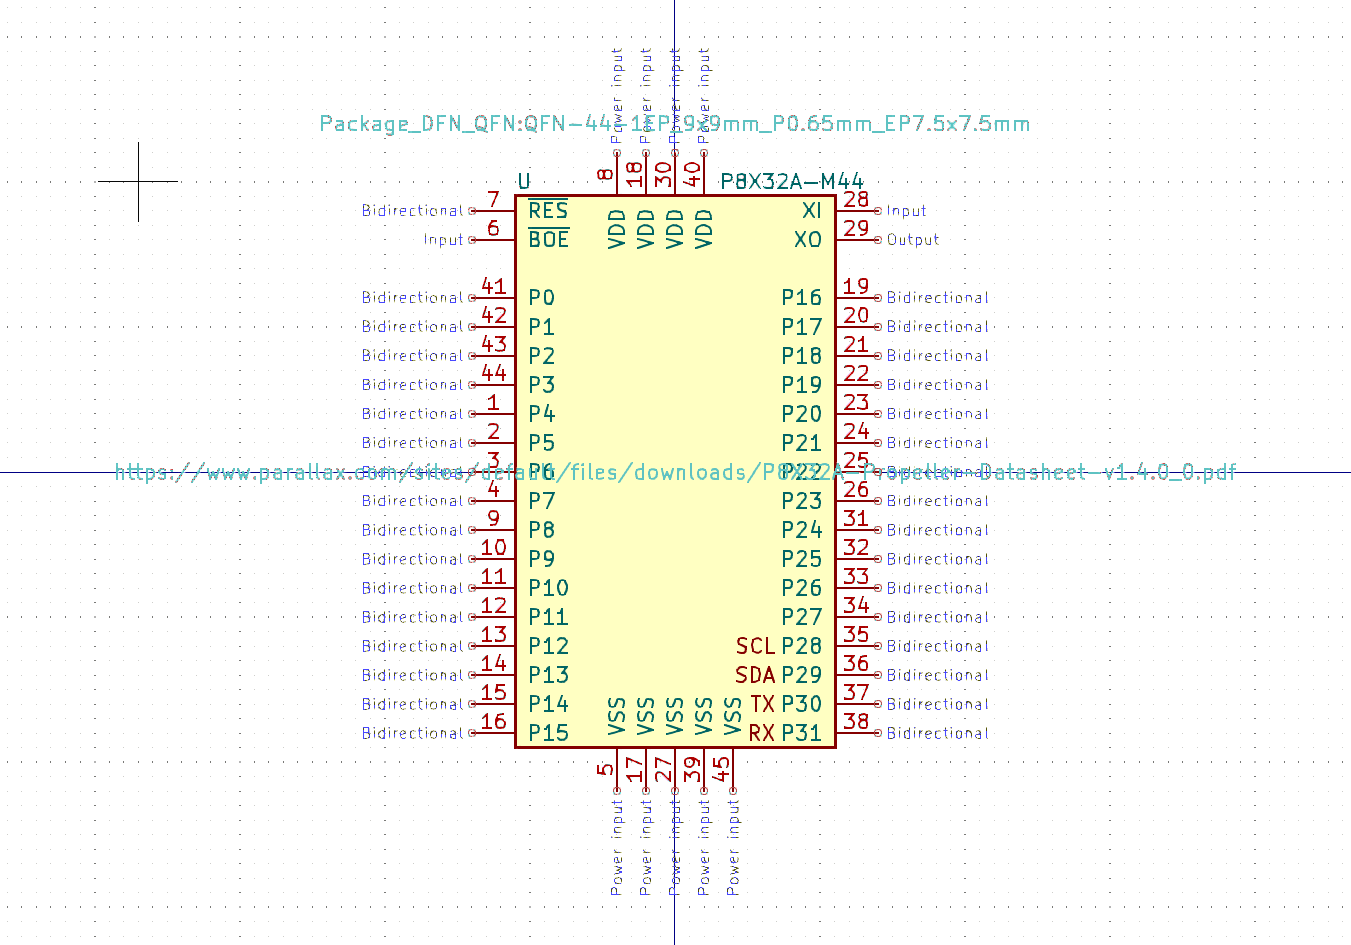 Power input Power input Power input Power input
Package_DFN_QFN:QFN-44-1EP_9x9mm_P0.65mm_EP7.5x7.5mm
8 18 30 40
U P8X32A-M44
VDD VDD VDD VDD
Bidirectional 7 RES XI 28 Input
Input 6 BOE XO 29 Output
Bidirectional 41 P0 P16 19 Bidirectional
Bidirectional 42 P1 P17 20 Bidirectional
Bidirectional 43 P2 P18 21 Bidirectional
Bidirectional 44 P3 P19 22 Bidirectional
Bidirectional 1 P4 P20 23 Bidirectional
Bidirectional 2 P5 P21 24 Bidirectional
Bidirectional 3 P6 P22 25 Bidirectional
https://www.parallax.com/sites/default/files/downloads/P8X32A-Propeller-Datasheet-v1.4.0_0.pdf
Bidirectional 4 P7 P23 26 Bidirectional
Bidirectional 9 P8 P24 31 Bidirectional
Bidirectional 10 P9 P25 32 Bidirectional
Bidirectional 11 P10 P26 33 Bidirectional
Bidirectional 12 P11 P27 34 Bidirectional
Bidirectional 13 P12 SCL P28 35 Bidirectional
Bidirectional 14 P13 SDA P29 36 Bidirectional
Bidirectional 15 P14 TX P30 37 Bidirectional
Bidirectional 16 P15 RX P31 38 Bidirectional
VSS VSS VSS VSS VSS
5 17 27 39 45
Power input Power input Power input Power input Power input